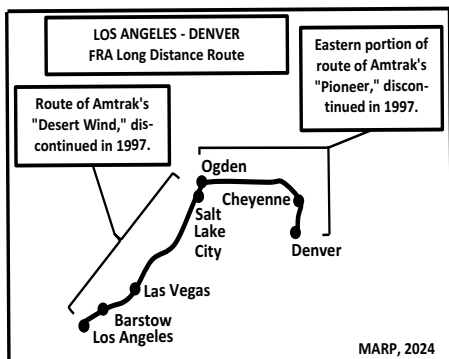 LOS ANGELES - DENVER
FRA Long Distance Route
Eastern portion of
route of Amtrak's
"Pioneer," discon-
tinued in 1997.
Route of Amtrak's
"Desert Wind," dis-
continued in 1997.
Ogden
Cheyenne
Salt
Lake
City
Denver
Las Vegas
Barstow
Los Angeles
MARP, 2024